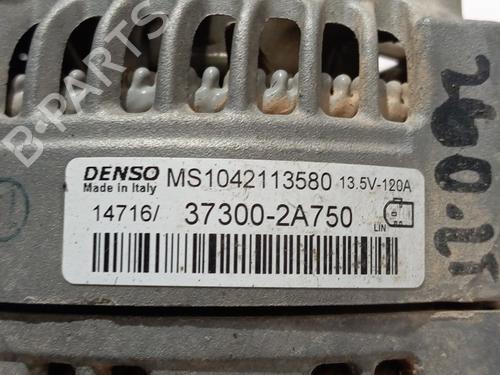 B-PARTS
DENSO MS1042113580 13.5V-120A
Made in Italy
14716/ 37300-2A750
LIN